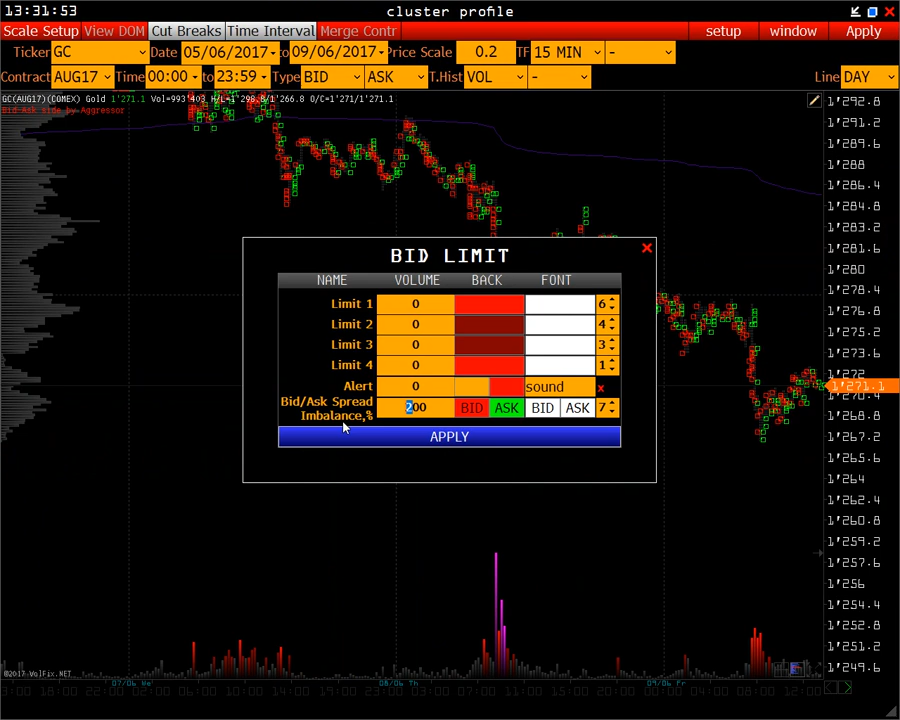 13:31:53 cluster profile
Scale Setup View DOM Cut Breaks Time Interval Merge Contr setup window Apply
Ticker GC Date 05/06/2017 to 09/06/2017 Price Scale 0.2 TF 15 MIN -
Contract AUG17 Time 00:00 to 23:59 Type BID ASK T.Hist VOL - Line DAY
GC(AUG17)(COMEX) Gold 1'271.1 Vol=993'403 H/L=1'298.8/1'266.8 O/C=1'271/1'271.1
Bid-Ask side by Aggressor
1'292.8
1'291.2
1'289.6
1'288
1'286.4
1'284.8
1'283.2
1'281.6
1'280
1'278.4
1'276.8
1'275.2
1'273.6
1'272
1'271.1
1'270.4
1'268.8
1'267.2
1'265.6
1'264
1'262.4
1'260.8
1'259.2
1'257.6
1'256
1'254.4
1'252.8
1'251.2
1'249.6
BID LIMIT
NAME VOLUME BACK FONT
Limit 1 0 6
Limit 2 0 4
Limit 3 0 3
Limit 4 0 1
Alert 0 sound x
Bid/Ask Spread
Imbalance,% 200 BID ASK BID ASK 7
APPLY
©2017 VolFix.NET
07/06 We 08/06 Th 09/06 Fr